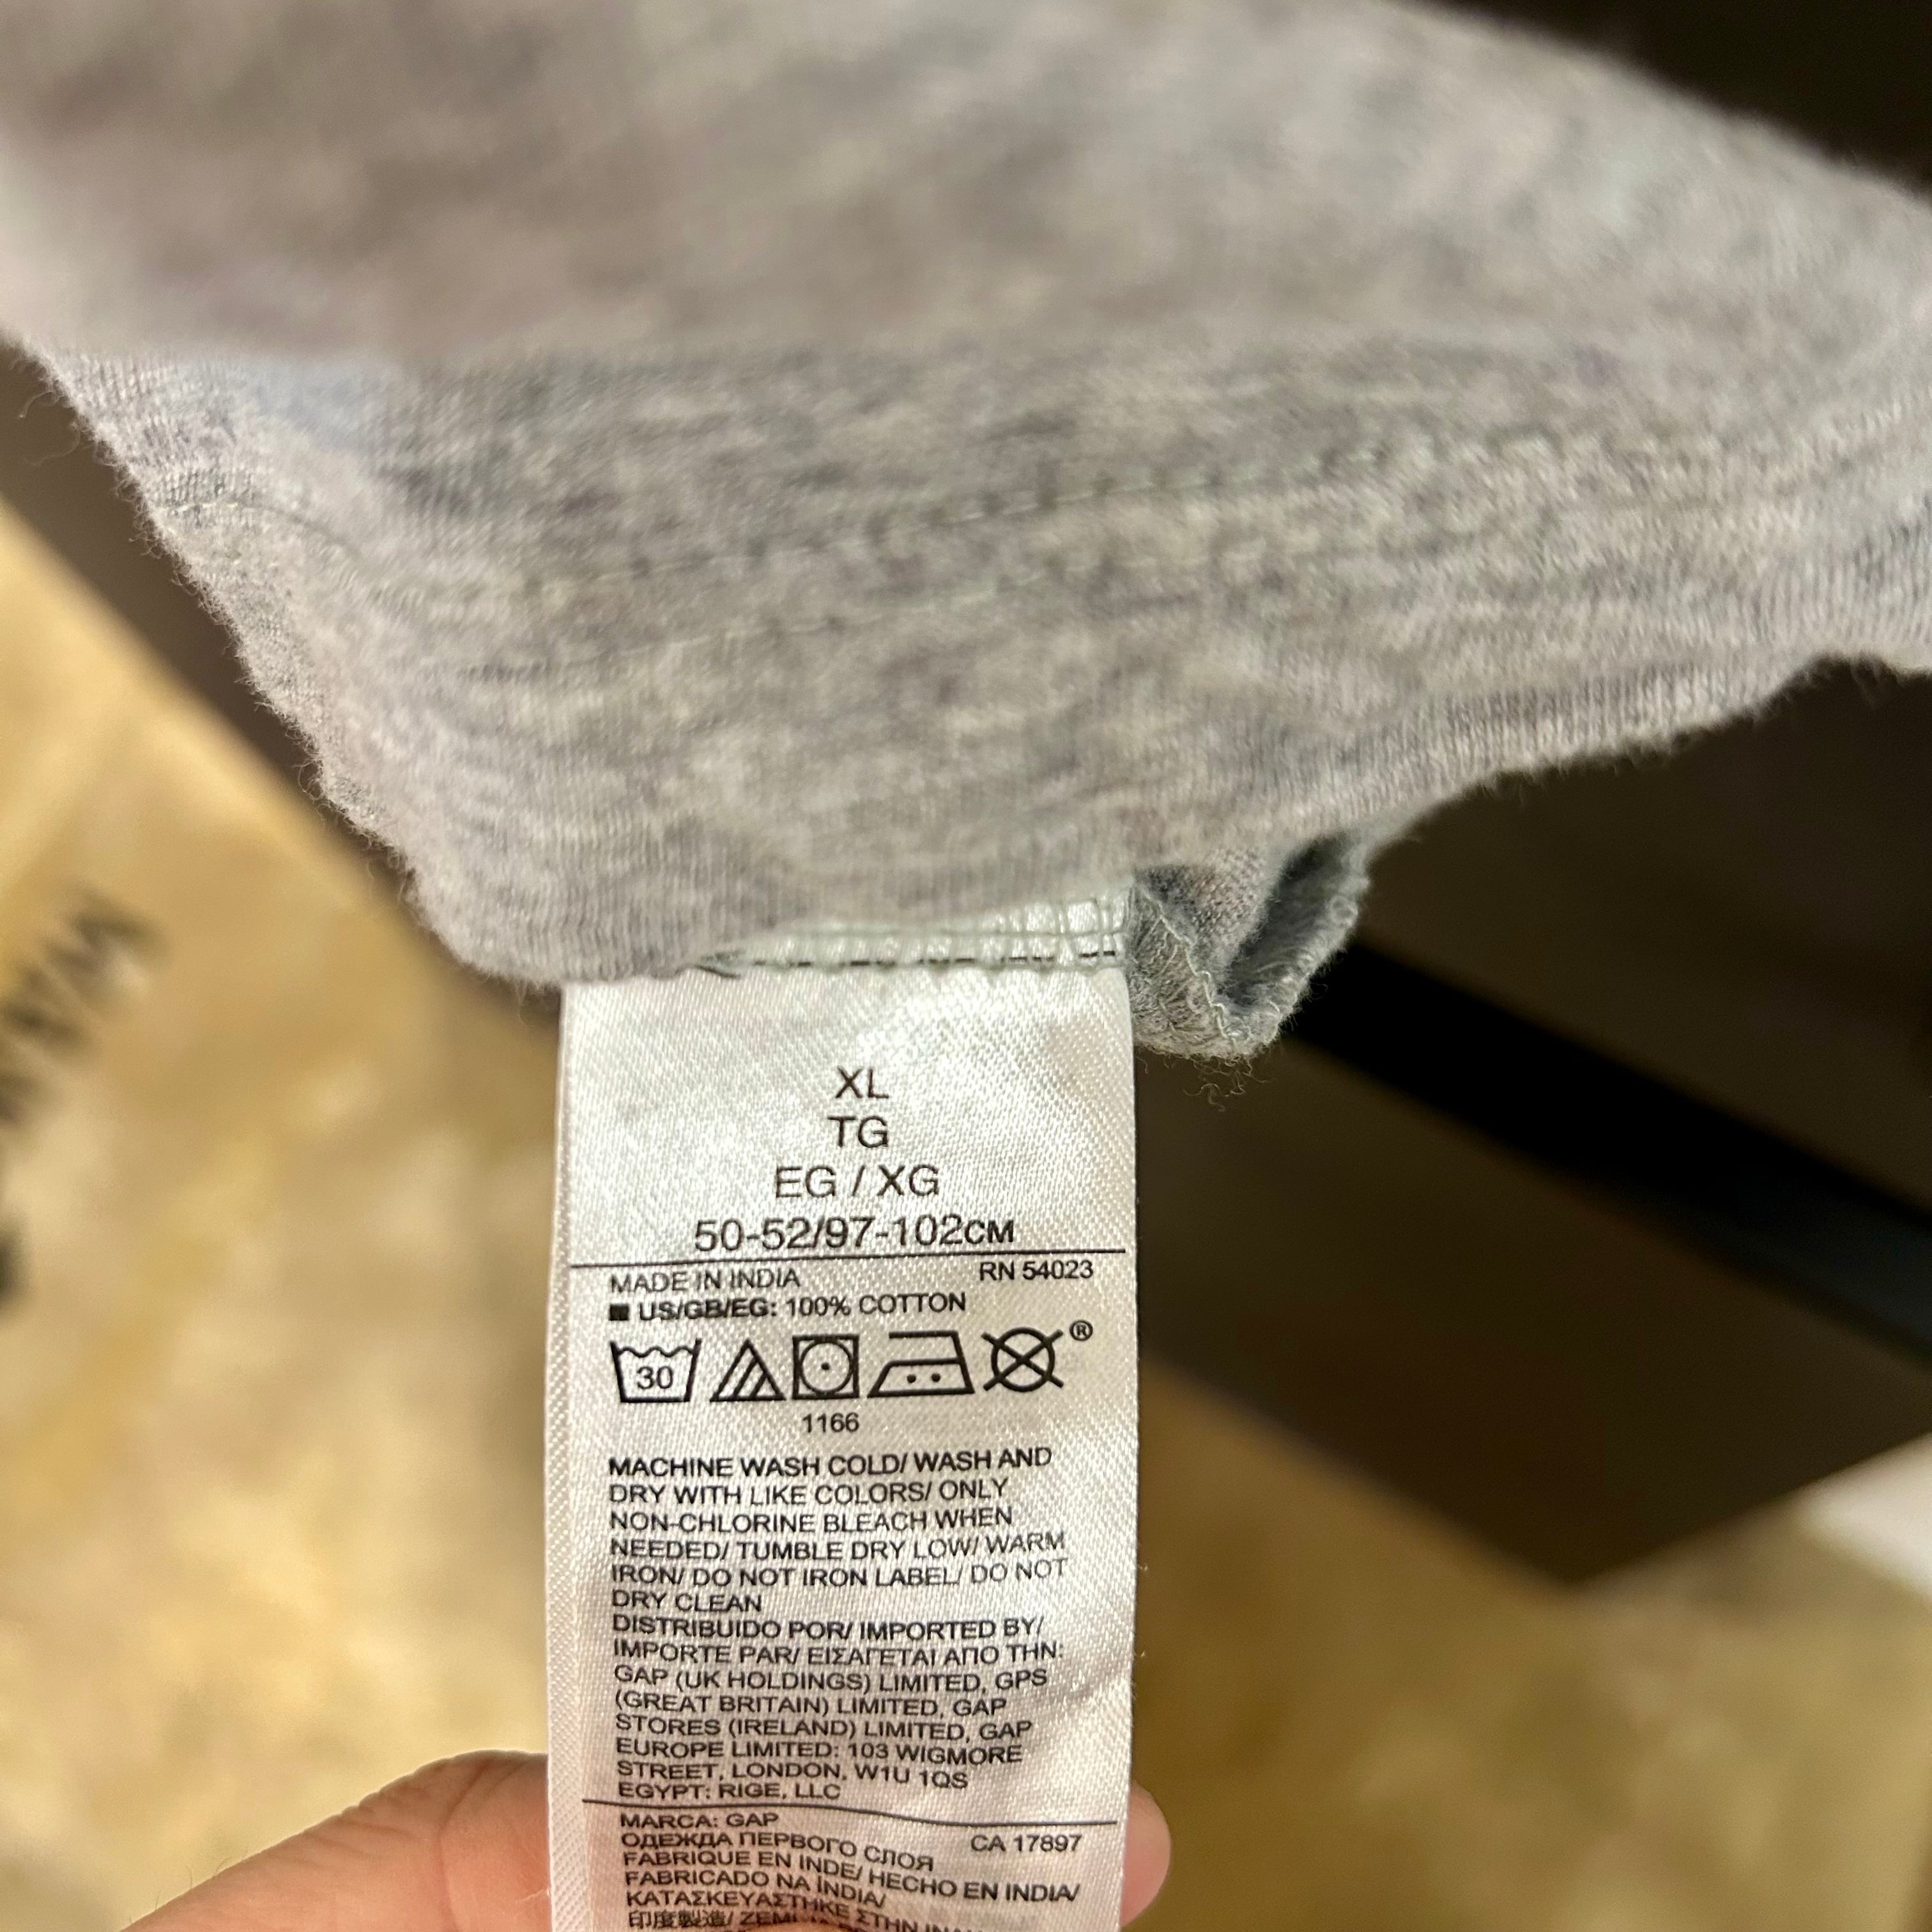 XL
TG
EG / XG
50-52/97-102CM
MADE IN INDIA RN 54023
US/GB/EG: 100% COTTON
30
®
1166
MACHINE WASH COLD/ WASH AND
DRY WITH LIKE COLORS/ ONLY
NON-CHLORINE BLEACH WHEN
NEEDED/ TUMBLE DRY LOW/ WARM
IRON/ DO NOT IRON LABEL/ DO NOT
DRY CLEAN
DISTRIBUIDO POR/ IMPORTED BY/
IMPORTE PAR/ ΕΙΣΑΓΕΤΑΙ ΑΠΟ ΤΗΝ:
GAP (UK HOLDINGS) LIMITED, GPS
(GREAT BRITAIN) LIMITED, GAP
STORES (IRELAND) LIMITED, GAP
EUROPE LIMITED: 103 WIGMORE
STREET, LONDON, W1U 1QS
EGYPT: RIGE, LLC
MARCA: GAP
ОДЕЖДА ПЕРВОГО СЛОЯ CA 17897
FABRIQUE EN INDE/ HECHO EN INDIA/
FABRICADO NA ÍNDIA/
ΚΑΤΑΣΚΕΥΑΣΤΗΚΕ ΣΤΗΝ
印度製造/